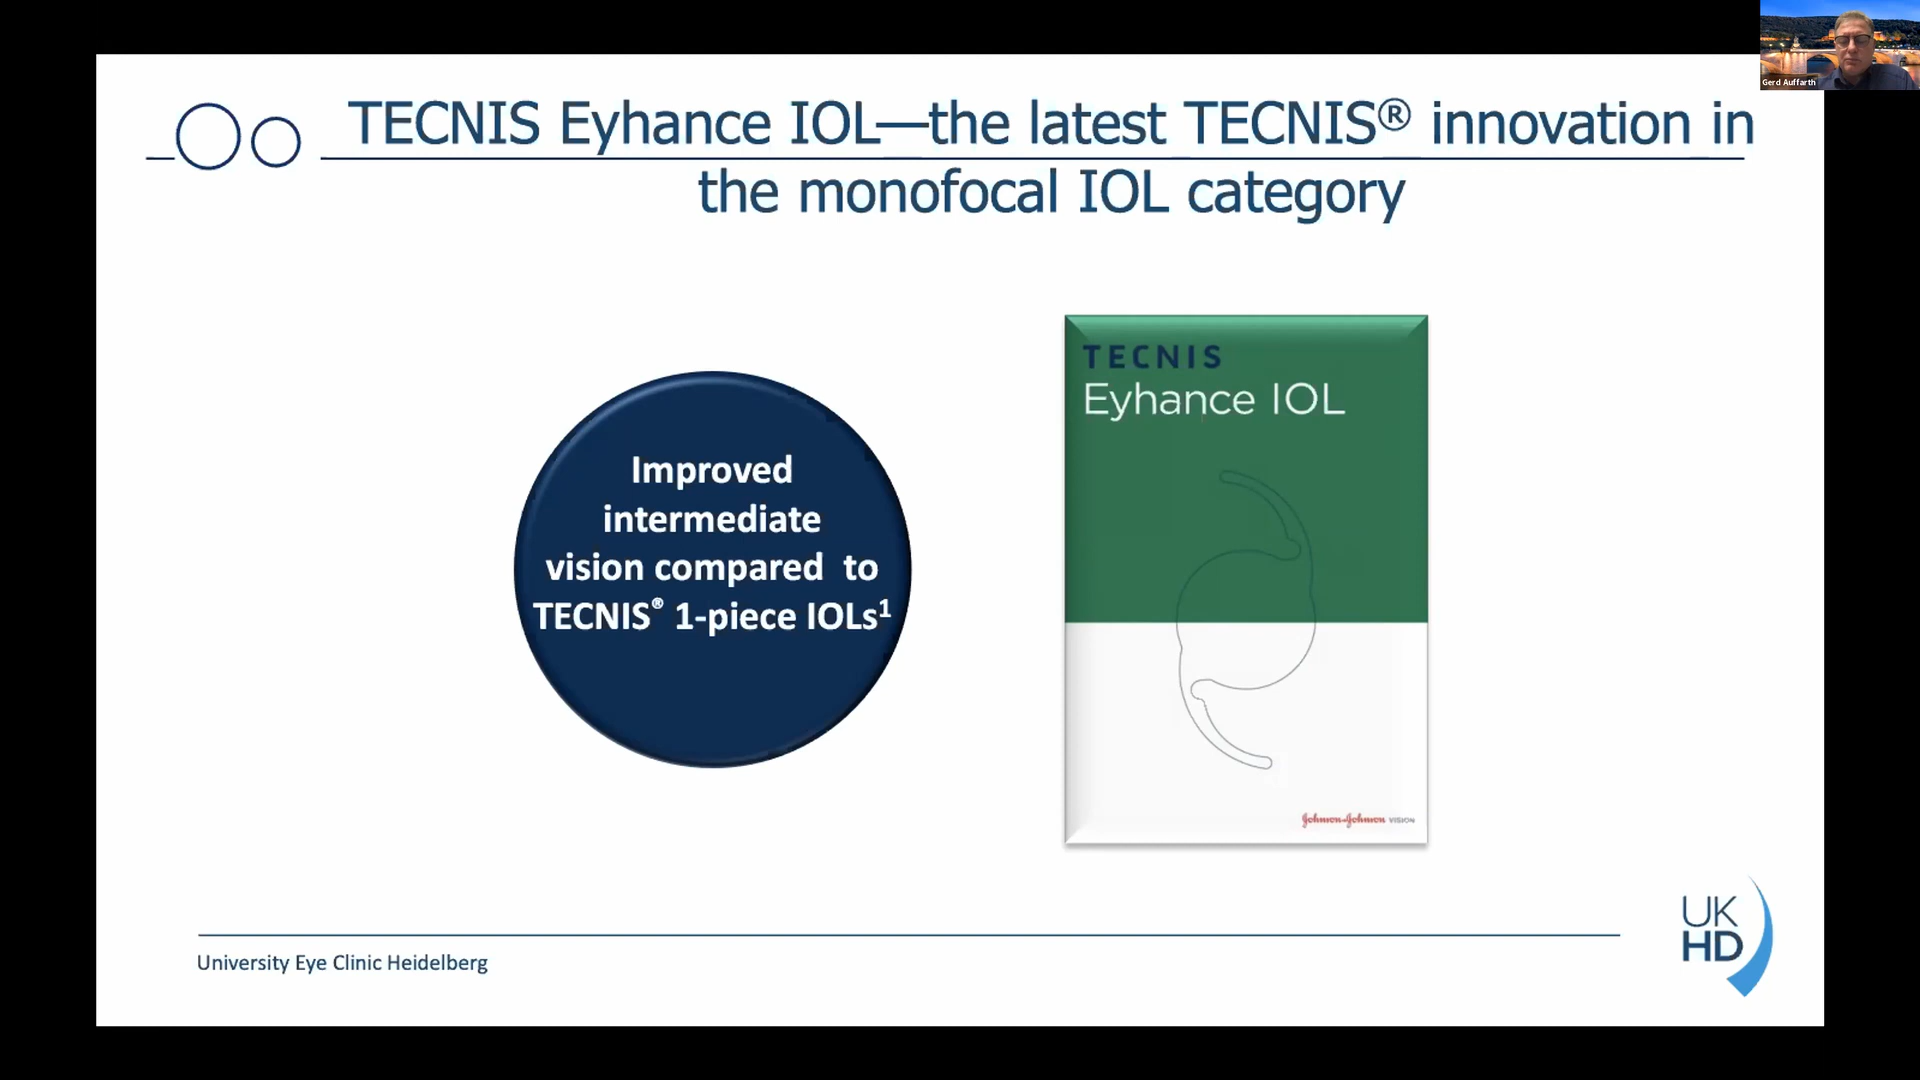 Gerd Auffarth
TECNIS Eyhance IOL—the latest TECNIS® innovation in
the monofocal IOL category
Improved
intermediate
vision compared to
TECNIS® 1-piece IOLs¹
TECNIS
Eyhance IOL
Johnson & Johnson VISION
University Eye Clinic Heidelberg
UK
HD